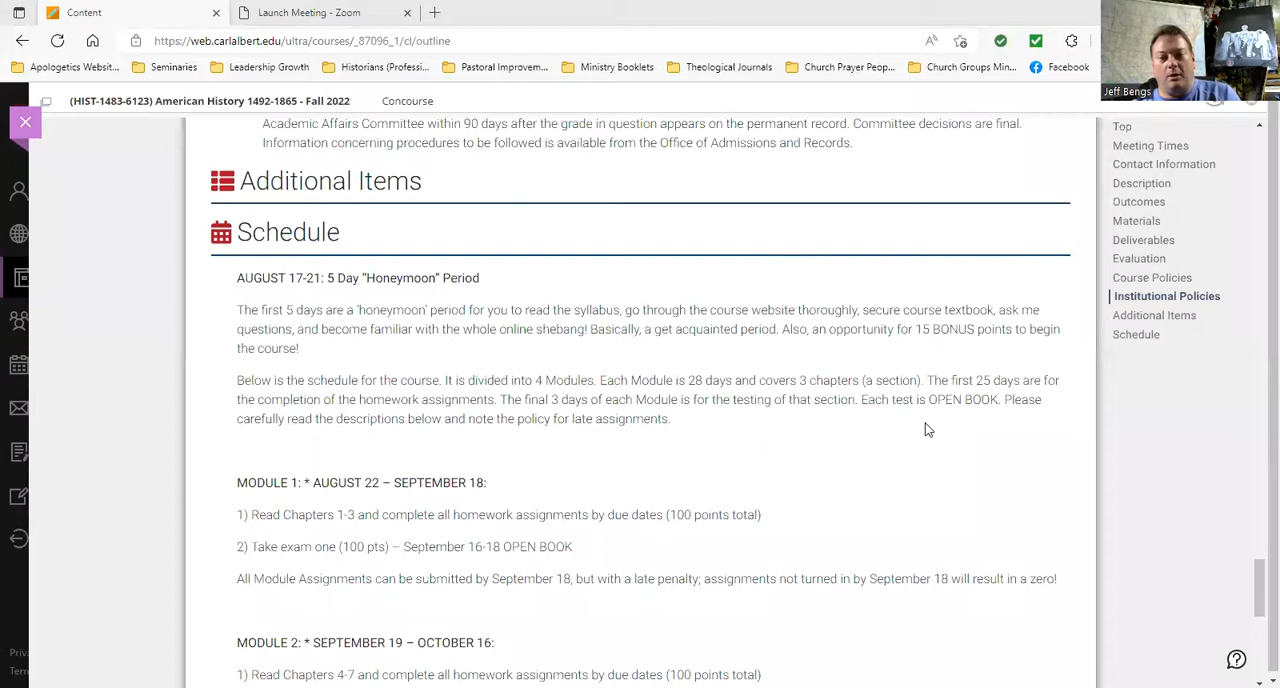 Content
Launch Meeting - Zoom
https://web.carlalbert.edu/ultra/courses/_87096_1/cl/outline
Apologetics Websit...
Seminaries
Leadership Growth
Historians {Professi...
Ministry Booklets
Theological Journals
Church Prayer Peop...
Church Groups Min...
Facebook
Jeff Bengs
(HIST-1483-6123) American History 1492-1865 - Fall 2022
Concourse
Academic Affairs Committee within 90 days after the grade in question appears on the permanent record. Committee decisions are final.
Information concerning procedures to be followed is available from the Office of Admissions and Records.
Additional Items
Schedule
AUGUST 17-21: 5 Day “Honeymoon” Period
The first 5 days are a ‘honeymoon’ period for you to read the syllabus, go through the course website thoroughly, secure course textbook, ask me
questions, and become familiar with the whole online shebang! Basically, a get acquainted period. Also, an opportunity for 15 BONUS points to begin
the course!
Below is the schedule for the course. It is divided into 4 Modules. Each Module is 28 days and covers 3 chapters (a section). The first 25 days are for
the completion of the homework assignments. The final 3 days of each Module is for the testing of that section. Each test is OPEN BOOK. Please
carefully read the descriptions below and note the policy for late assignments.
MODULE 1: * AUGUST 22 – SEPTEMBER 18:
1) Read Chapters 1-3 and complete all homework assignments by due dates (100 points total)
2) Take exam one (100 pts) – September 16-18 OPEN BOOK
All Module Assignments can be submitted by September 18, but with a late penalty; assignments not turned in by September 18 will result in a zero!
MODULE 2: * SEPTEMBER 19 – OCTOBER 16:
1) Read Chapters 4-7 and complete all homework assignments by due dates (100 points total)
Top
Meeting Times
Contact Information
Description
Outcomes
Materials
Deliverables
Evaluation
Course Policies
Institutional Policies
Additional Items
Schedule
Priv